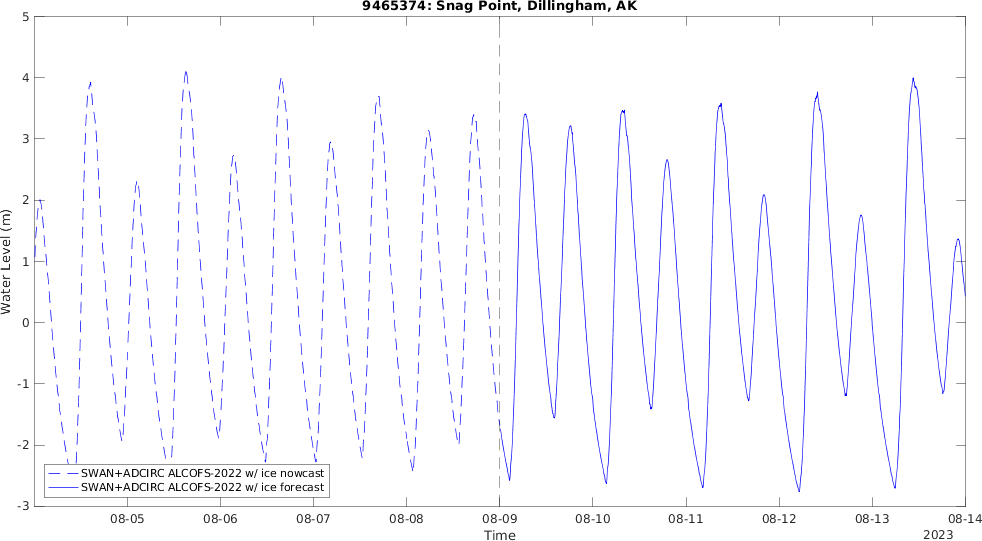 9465374: Snag Point, Dillingham, AK
Water Level (m)
5
4
3
2
1
0
-1
-2
-3
SWAN+ADCIRC ALCOFS-2022 w/ ice nowcast
SWAN+ADCIRC ALCOFS-2022 w/ ice forecast
08-05 08-06 08-07 08-08 08-09 08-10 08-11 08-12 08-13 08-14
Time
2023